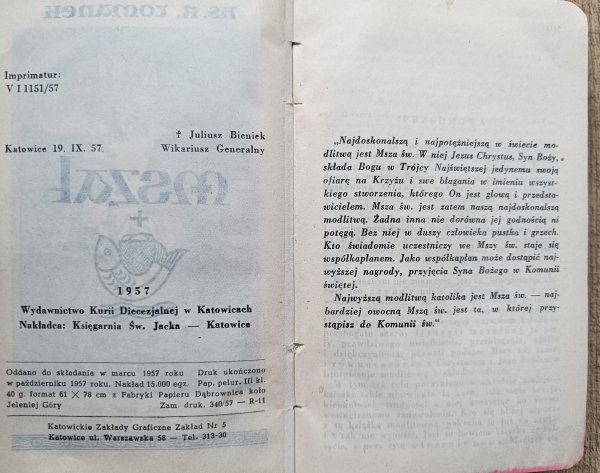 Imprimatur:
V I 1151/57
☨ Juliusz Bieniek
Katowice 19. IX. 57. Wikariusz Generalny
1957
Wydawnictwo Kurii Diecezjalnej w Katowicach
Nakładca: Księgarnia Św. Jacka — Katowice
Oddano do składania w marcu 1957 roku Druk ukończono
w październiku 1957 roku. Nakład 15.000 egz. Pap. pelur. III kl.
40 g. format 61 × 78 cm z Fabryki Papieru Dąbrownica koło
Jeleniej Góry Zam. druk. 340/57 — R-11
Katowickie Zakłady Graficzne Zakład Nr 5
Katowice ul. Warszawska 58 — Tel. 313-30
„Najdoskonalszą i najpotężniejszą w świecie mo-
dlitwą jest Msza św. W niej Jezus Chrystus, Syn Boży,
składa Bogu w Trójcy Najświętszej jedynemu swoją
ofiarę na Krzyżu i swe błagania w imieniu wszyst-
kiego stworzenia, którego On jest głową i przedsta-
wicielem. Msza św. jest zatem naszą najdoskonalszą
modlitwą. Żadna inna nie dorówna jej godnością ni
potęgą. Bez niej w duszy człowieka pustka i grzech.
Kto świadomie uczestniczy we Mszy św. staje się
współkapłanem. Jako współkapłan może dostąpić naj-
wyższej nagrody, przyjęcia Syna Bożego w Komunii
świętej.
Najwyższą modlitwą katolika jest Msza św. — naj-
bardziej owocną Mszą św. jest ta, w której przy-
stąpisz do Komunii św."